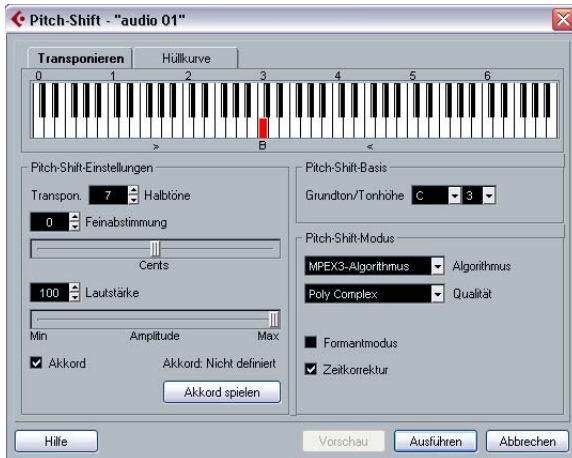 Pitch-Shift - "audio 01"
Transponieren
Hüllkurve
0 1 2 3 4 5 6
> B <
Pitch-Shift-Einstellungen
Transpon. 7 Halbtöne
0 Feinabstimmung
Cents
100 Lautstärke
Min Amplitude Max
Akkord Akkord: Nicht definiert
Akkord spielen
Pitch-Shift-Basis
Grundton/Tonhöhe C 3
Pitch-Shift-Modus
MPEX3-Algorithmus Algorithmus
Poly Complex Qualität
Formantmodus
Zeitkorrektur
Hilfe Vorschau Ausführen Abbrechen